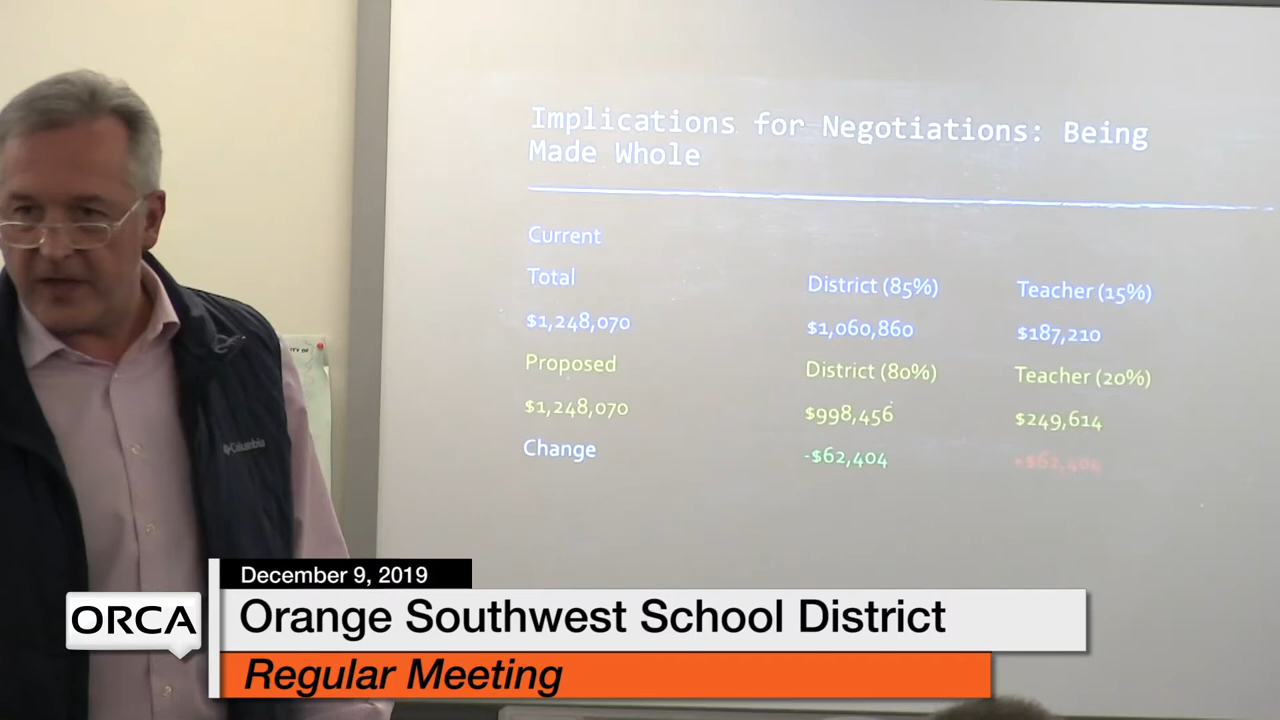 Implications for Negotiations: Being
Made Whole
Current
Total District (85%) Teacher (15%)
$1,248,070 $1,060,860 $187,210
Proposed District (80%) Teacher (20%)
$1,248,070 $998,456 $249,614
Change -$62,404 +$62,404
Columbia
December 9, 2019
ORCA
Orange Southwest School District
Regular Meeting